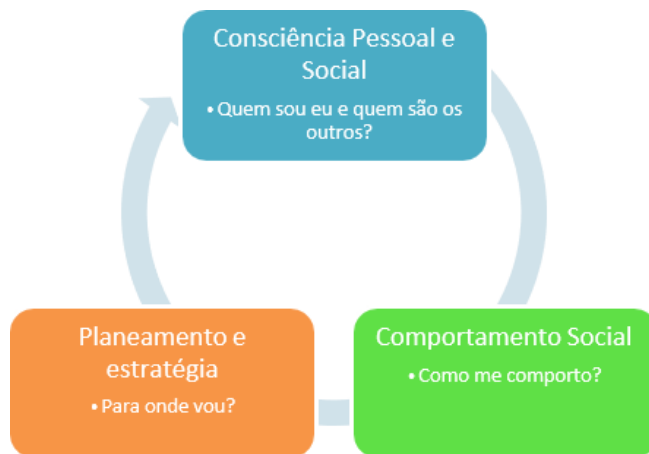 Consciência Pessoal e
Social
• Quem sou eu e quem são os
outros?
Planeamento e
estratégia
• Para onde vou?
Comportamento Social
• Como me comporto?